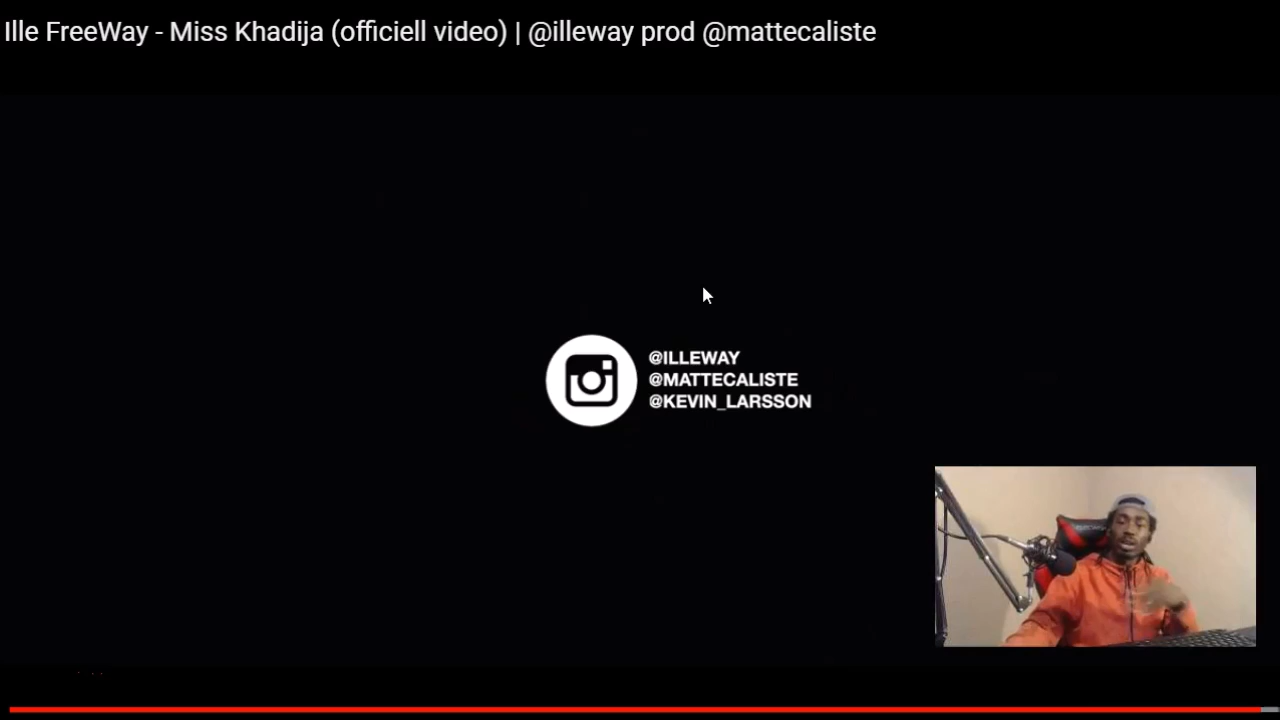 Ille FreeWay - Miss Khadija (officiell video) | @illeway prod @mattecaliste
@ILLEWAY
@MATTECALISTE
@KEVIN_LARSSON